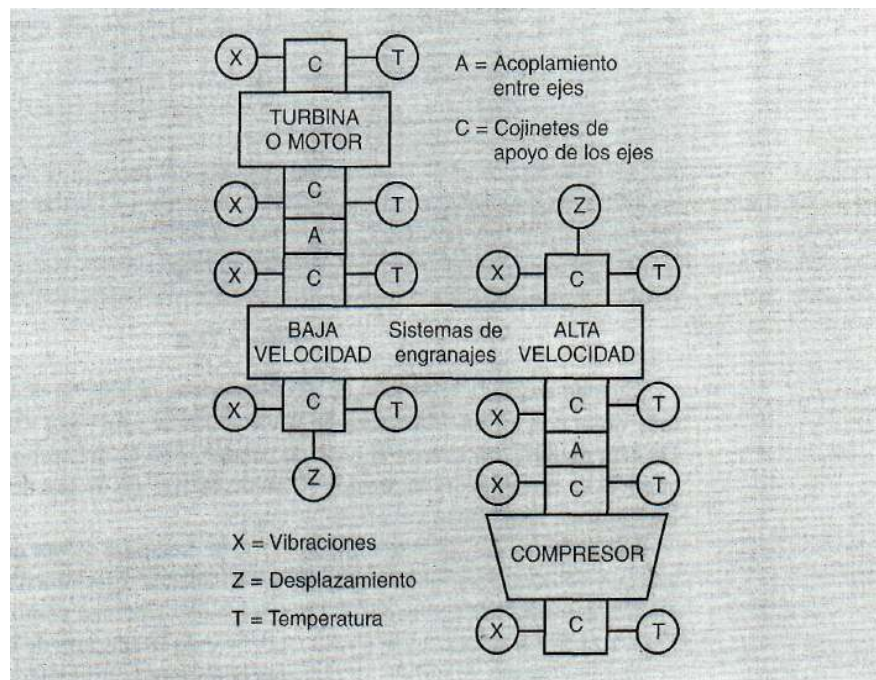 X
C
T
TURBINA
O MOTOR
A = Acoplamiento
entre ejes
C = Cojinetes de
apoyo de los ejes
X
C
T
A
X
C
T
Z
X
C
T
BAJA
VELOCIDAD
Sistemas de
engranajes
ALTA
VELOCIDAD
X
C
T
Z
X
C
T
A
X
C
T
COMPRESOR
X
C
T
X = Vibraciones
Z = Desplazamiento
T = Temperatura